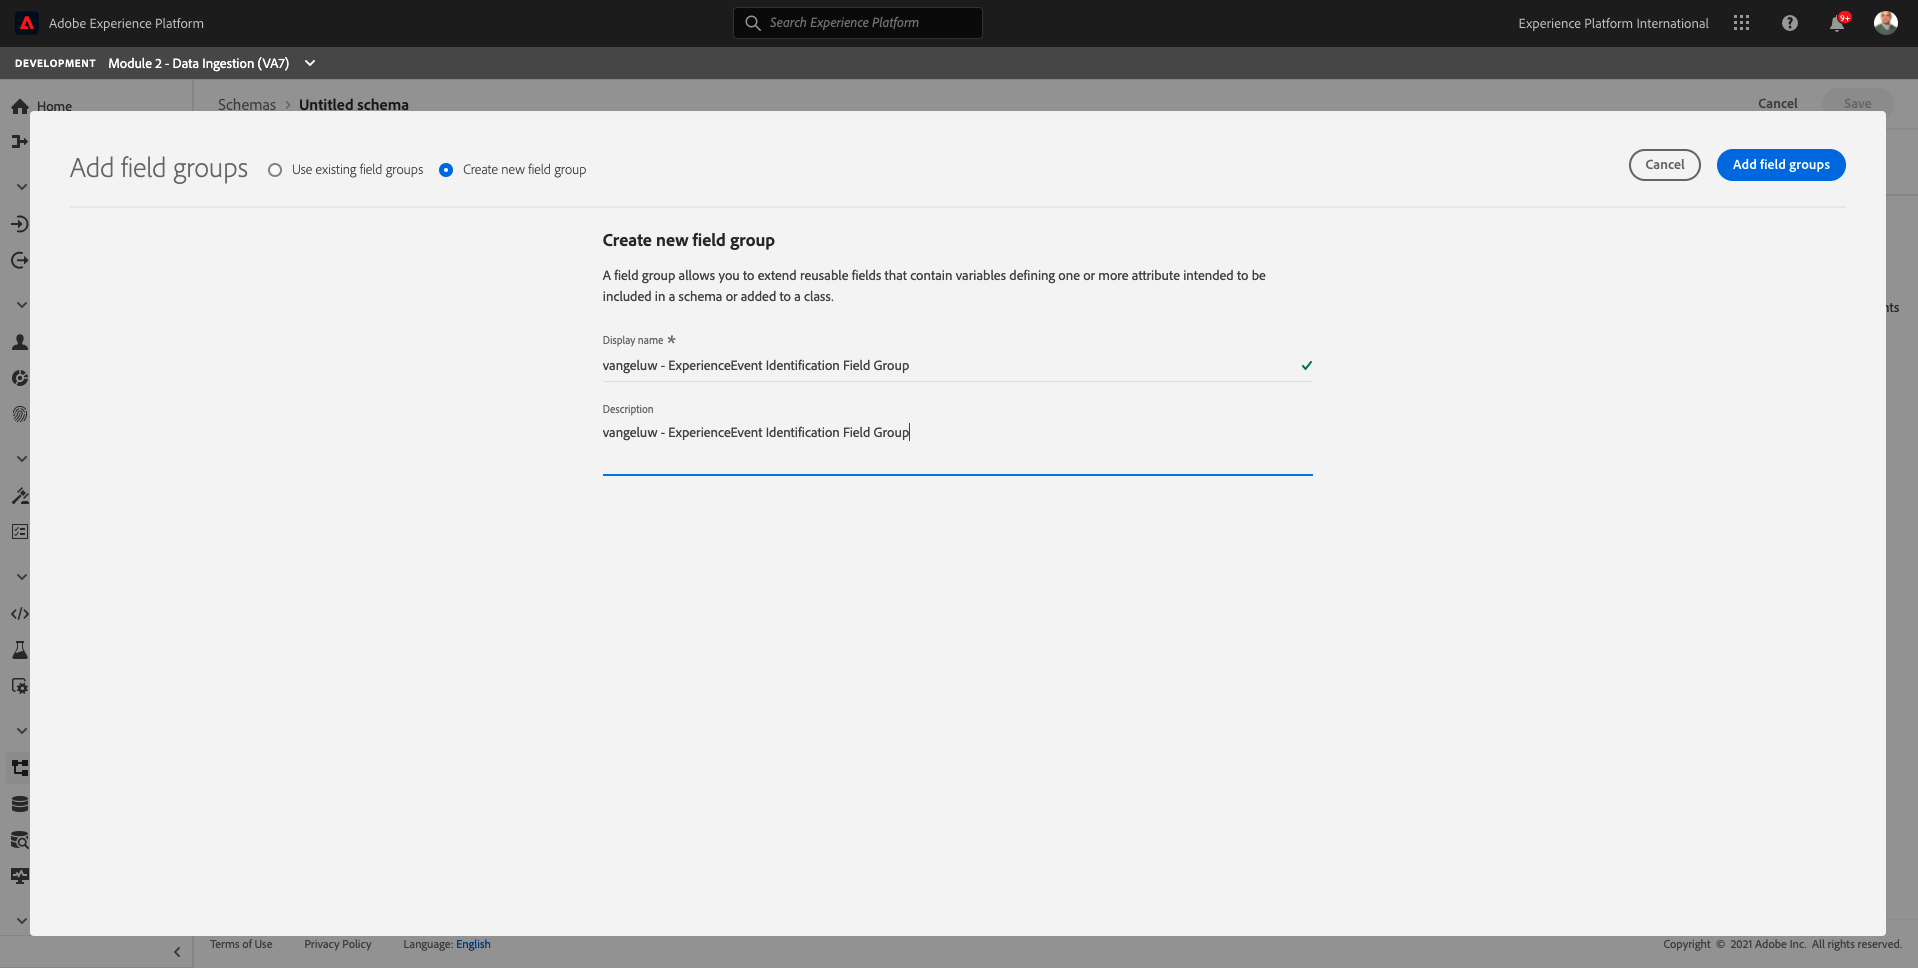 Adobe Experience Platform
Search Experience Platform
Experience Platform International
9+
DEVELOPMENT Module 2 - Data Ingestion (VA7)
Home
Schemas > Untitled schema
Cancel
Save
Add field groups
Use existing field groups
Create new field group
Cancel
Add field groups
Create new field group
A field group allows you to extend reusable fields that contain variables defining one or more attribute intended to be
included in a schema or added to a class.
Display name *
vangeluw - ExperienceEvent Identification Field Group
Description
vangeluw - ExperienceEvent Identification Field Group
Terms of Use
Privacy Policy
Language: English
Copyright © 2021 Adobe Inc. All rights reserved.